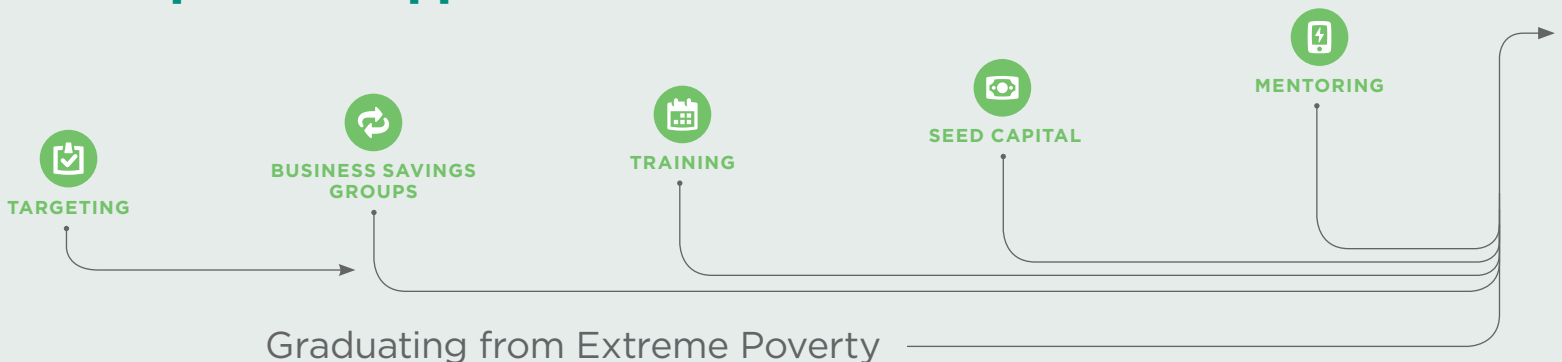 TARGETING
BUSINESS SAVINGS
GROUPS
TRAINING
SEED CAPITAL
MENTORING
Graduating from Extreme Poverty